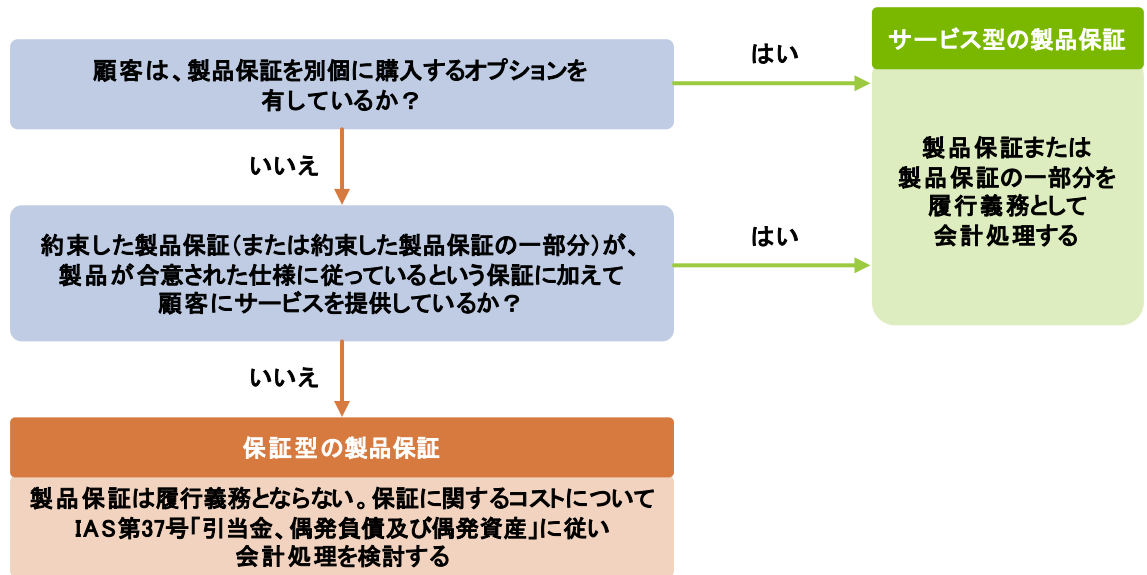 顧客は、製品保証を別個に購入するオプションを
有しているか？
はい
サービス型の製品保証
製品保証または
製品保証の一部分を
履行義務として
会計処理する
いいえ
約束した製品保証（または約束した製品保証の一部分）が、
製品が合意された仕様に従っているという保証に加えて
顧客にサービスを提供しているか？
はい
いいえ
保証型の製品保証
製品保証は履行義務とならない。保証に関するコストについて
IAS第37号「引当金、偶発負債及び偶発資産」に従い
会計処理を検討する